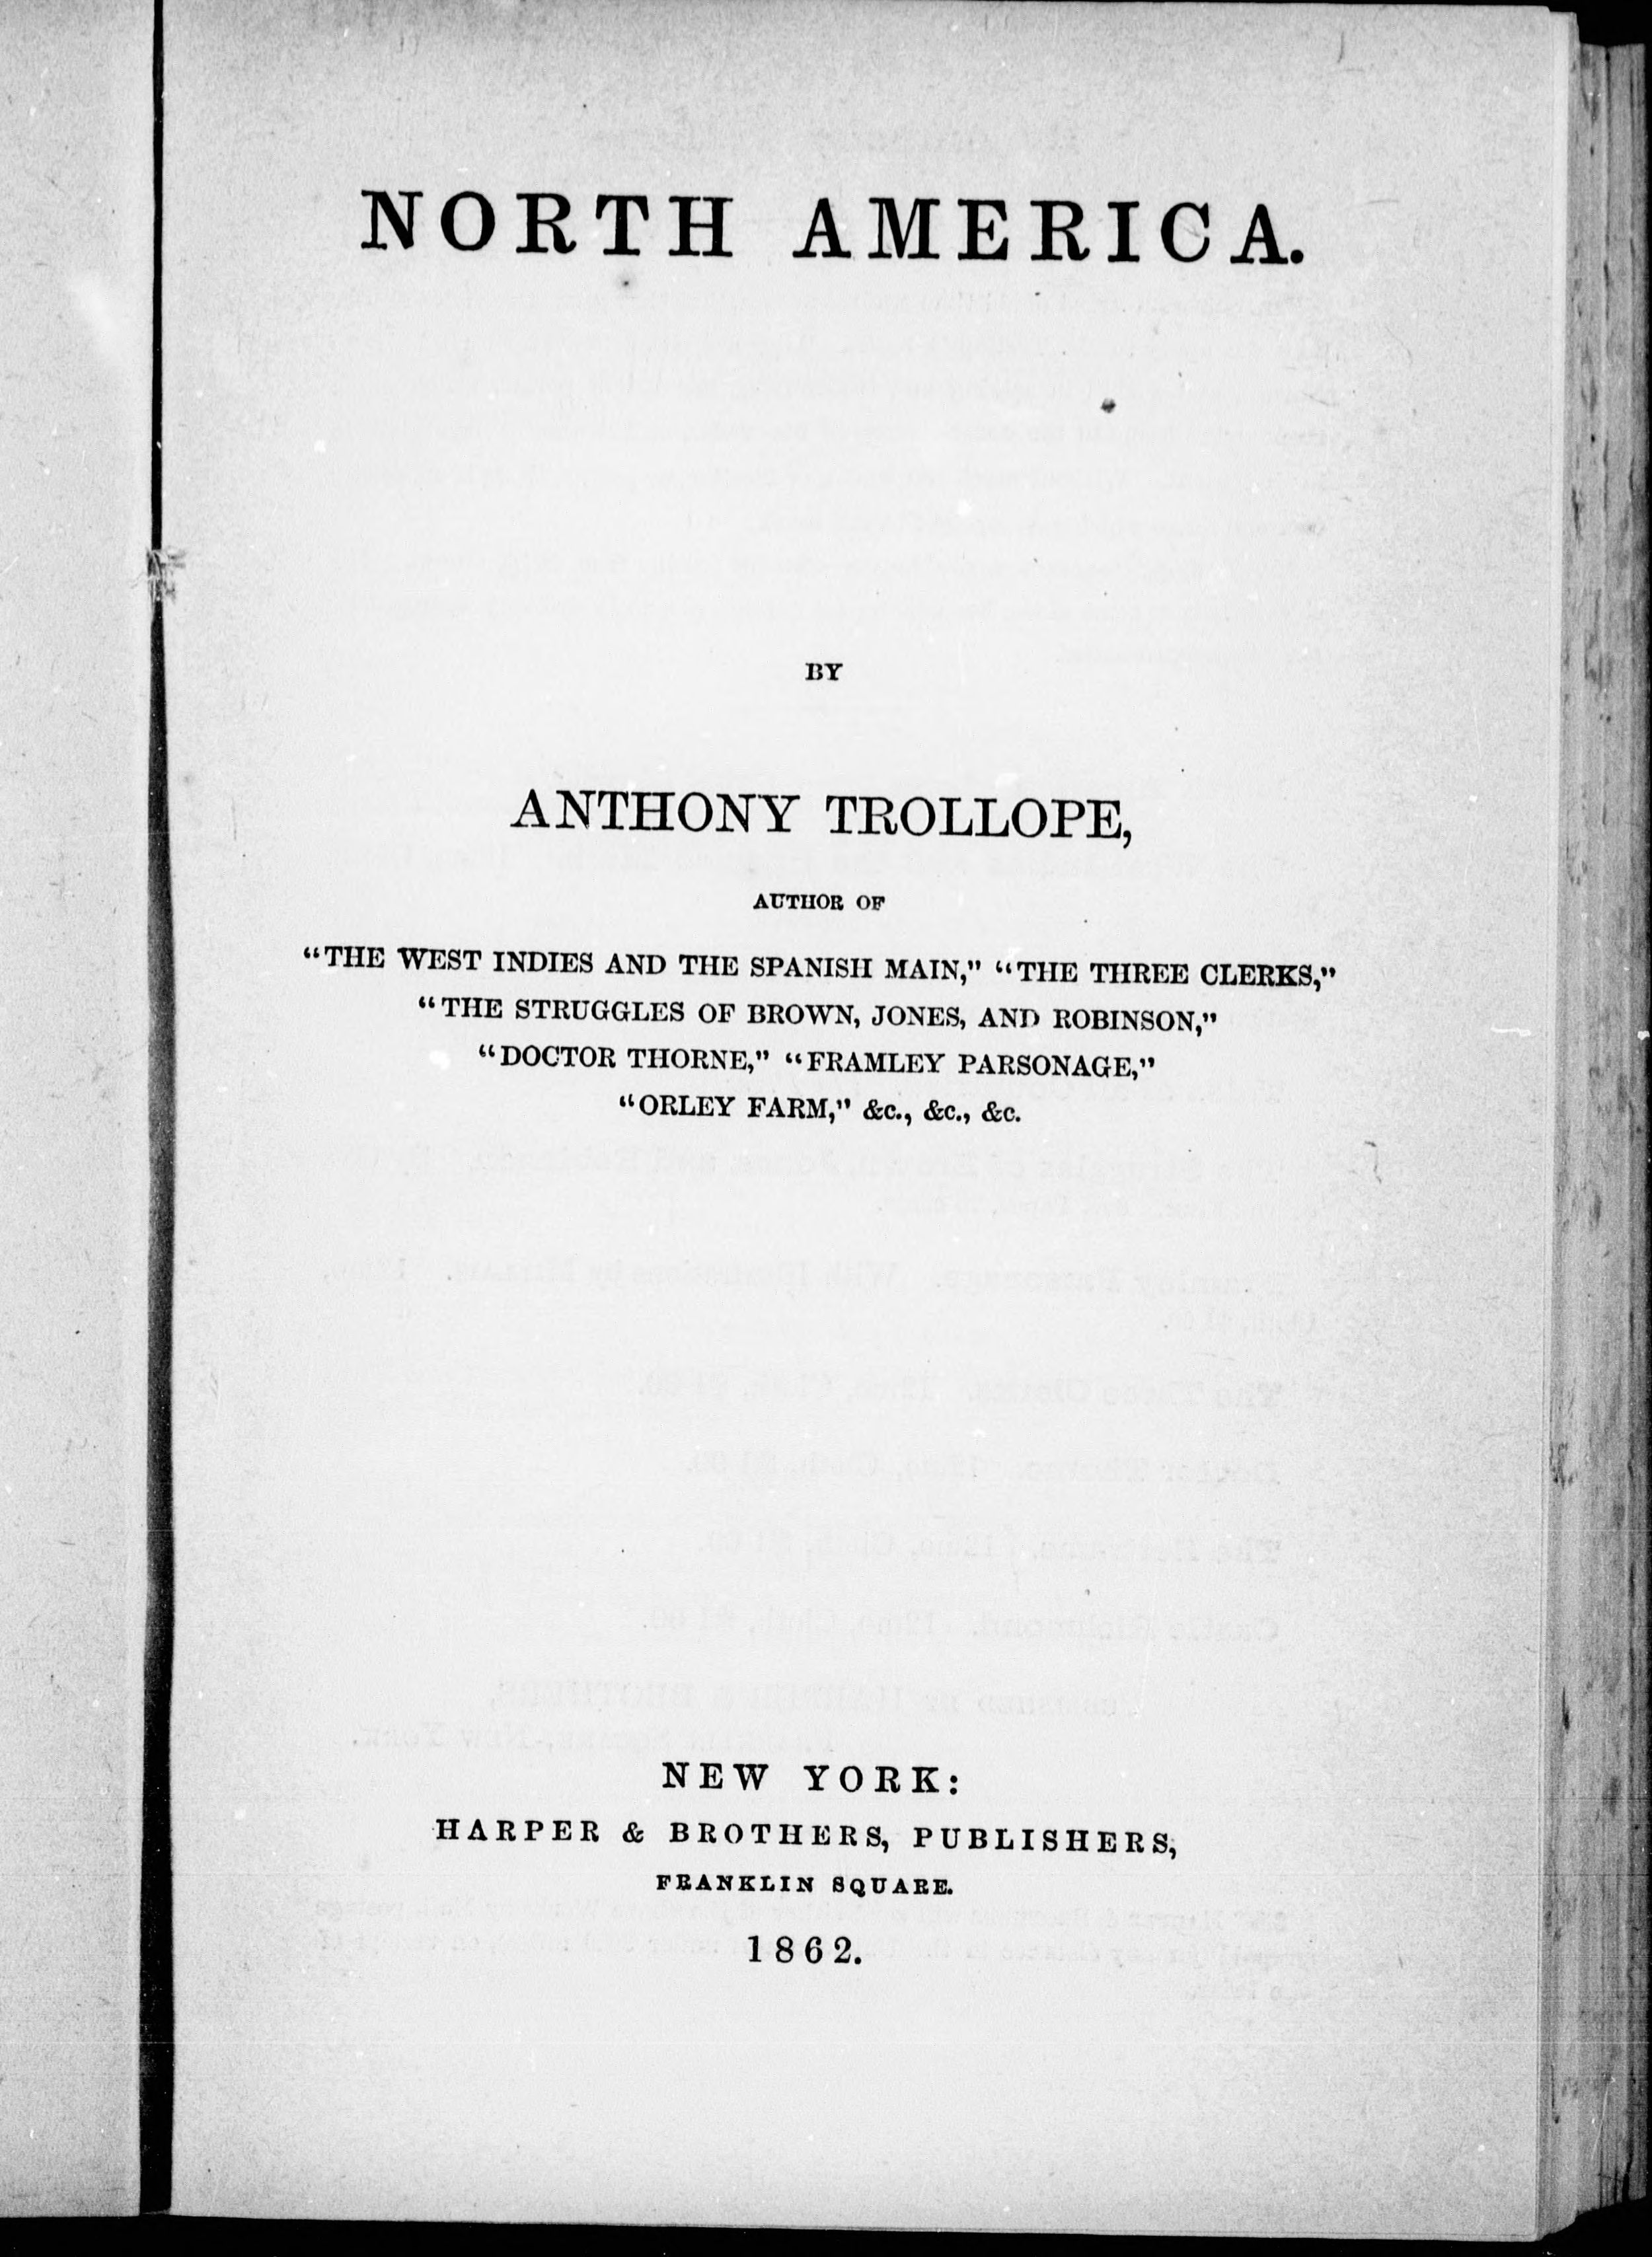 NORTH AMERICA.
BY
ANTHONY TROLLOPE,
AUTHOR OF
“THE WEST INDIES AND THE SPANISH MAIN,” “THE THREE CLERKS,”
“THE STRUGGLES OF BROWN, JONES, AND ROBINSON,”
“DOCTOR THORNE,” “FRAMLEY PARSONAGE,”
“ORLEY FARM,” &c., &c., &c.
NEW YORK:
HARPER & BROTHERS, PUBLISHERS,
FRANKLIN SQUARE.
1862.